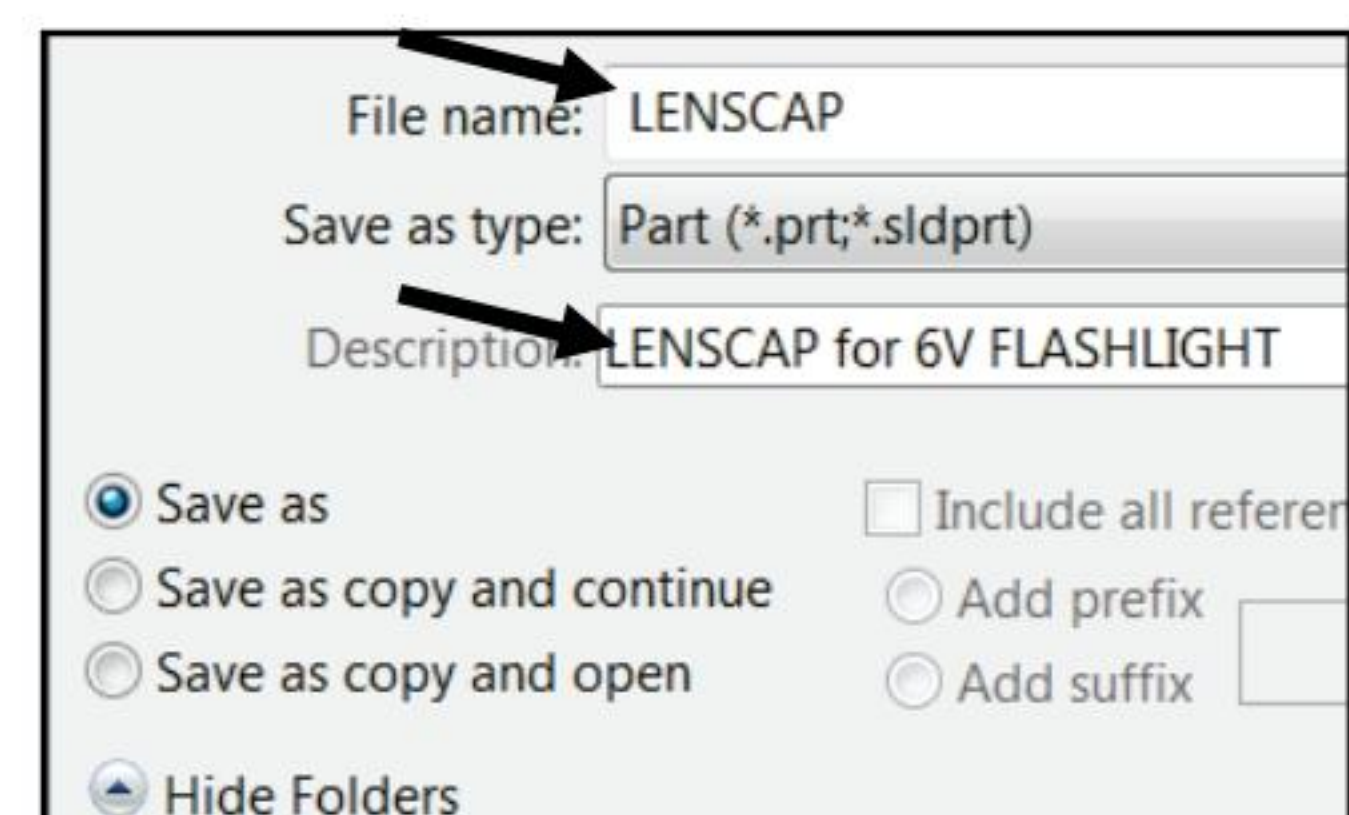 File name: LENSCAP
Save as type: Part (*.prt;*.sldprt)
Description: LENSCAP for 6V FLASHLIGHT
Save as
Include all referen
Save as copy and continue
Add prefix
Save as copy and open
Add suffix
Hide Folders